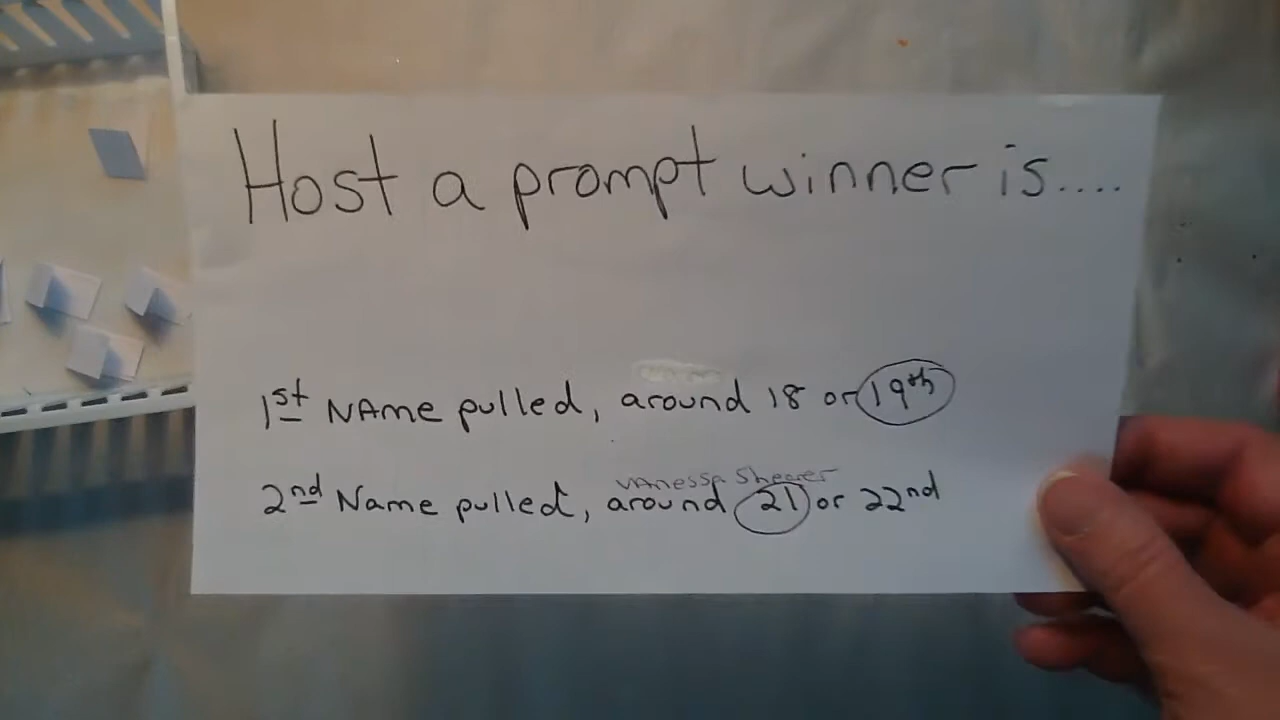 Host a prompt winner is....
1st NAme pulled, around 18 or 19th
Vanessa Shearer
2nd Name pulled, around 21 or 22nd